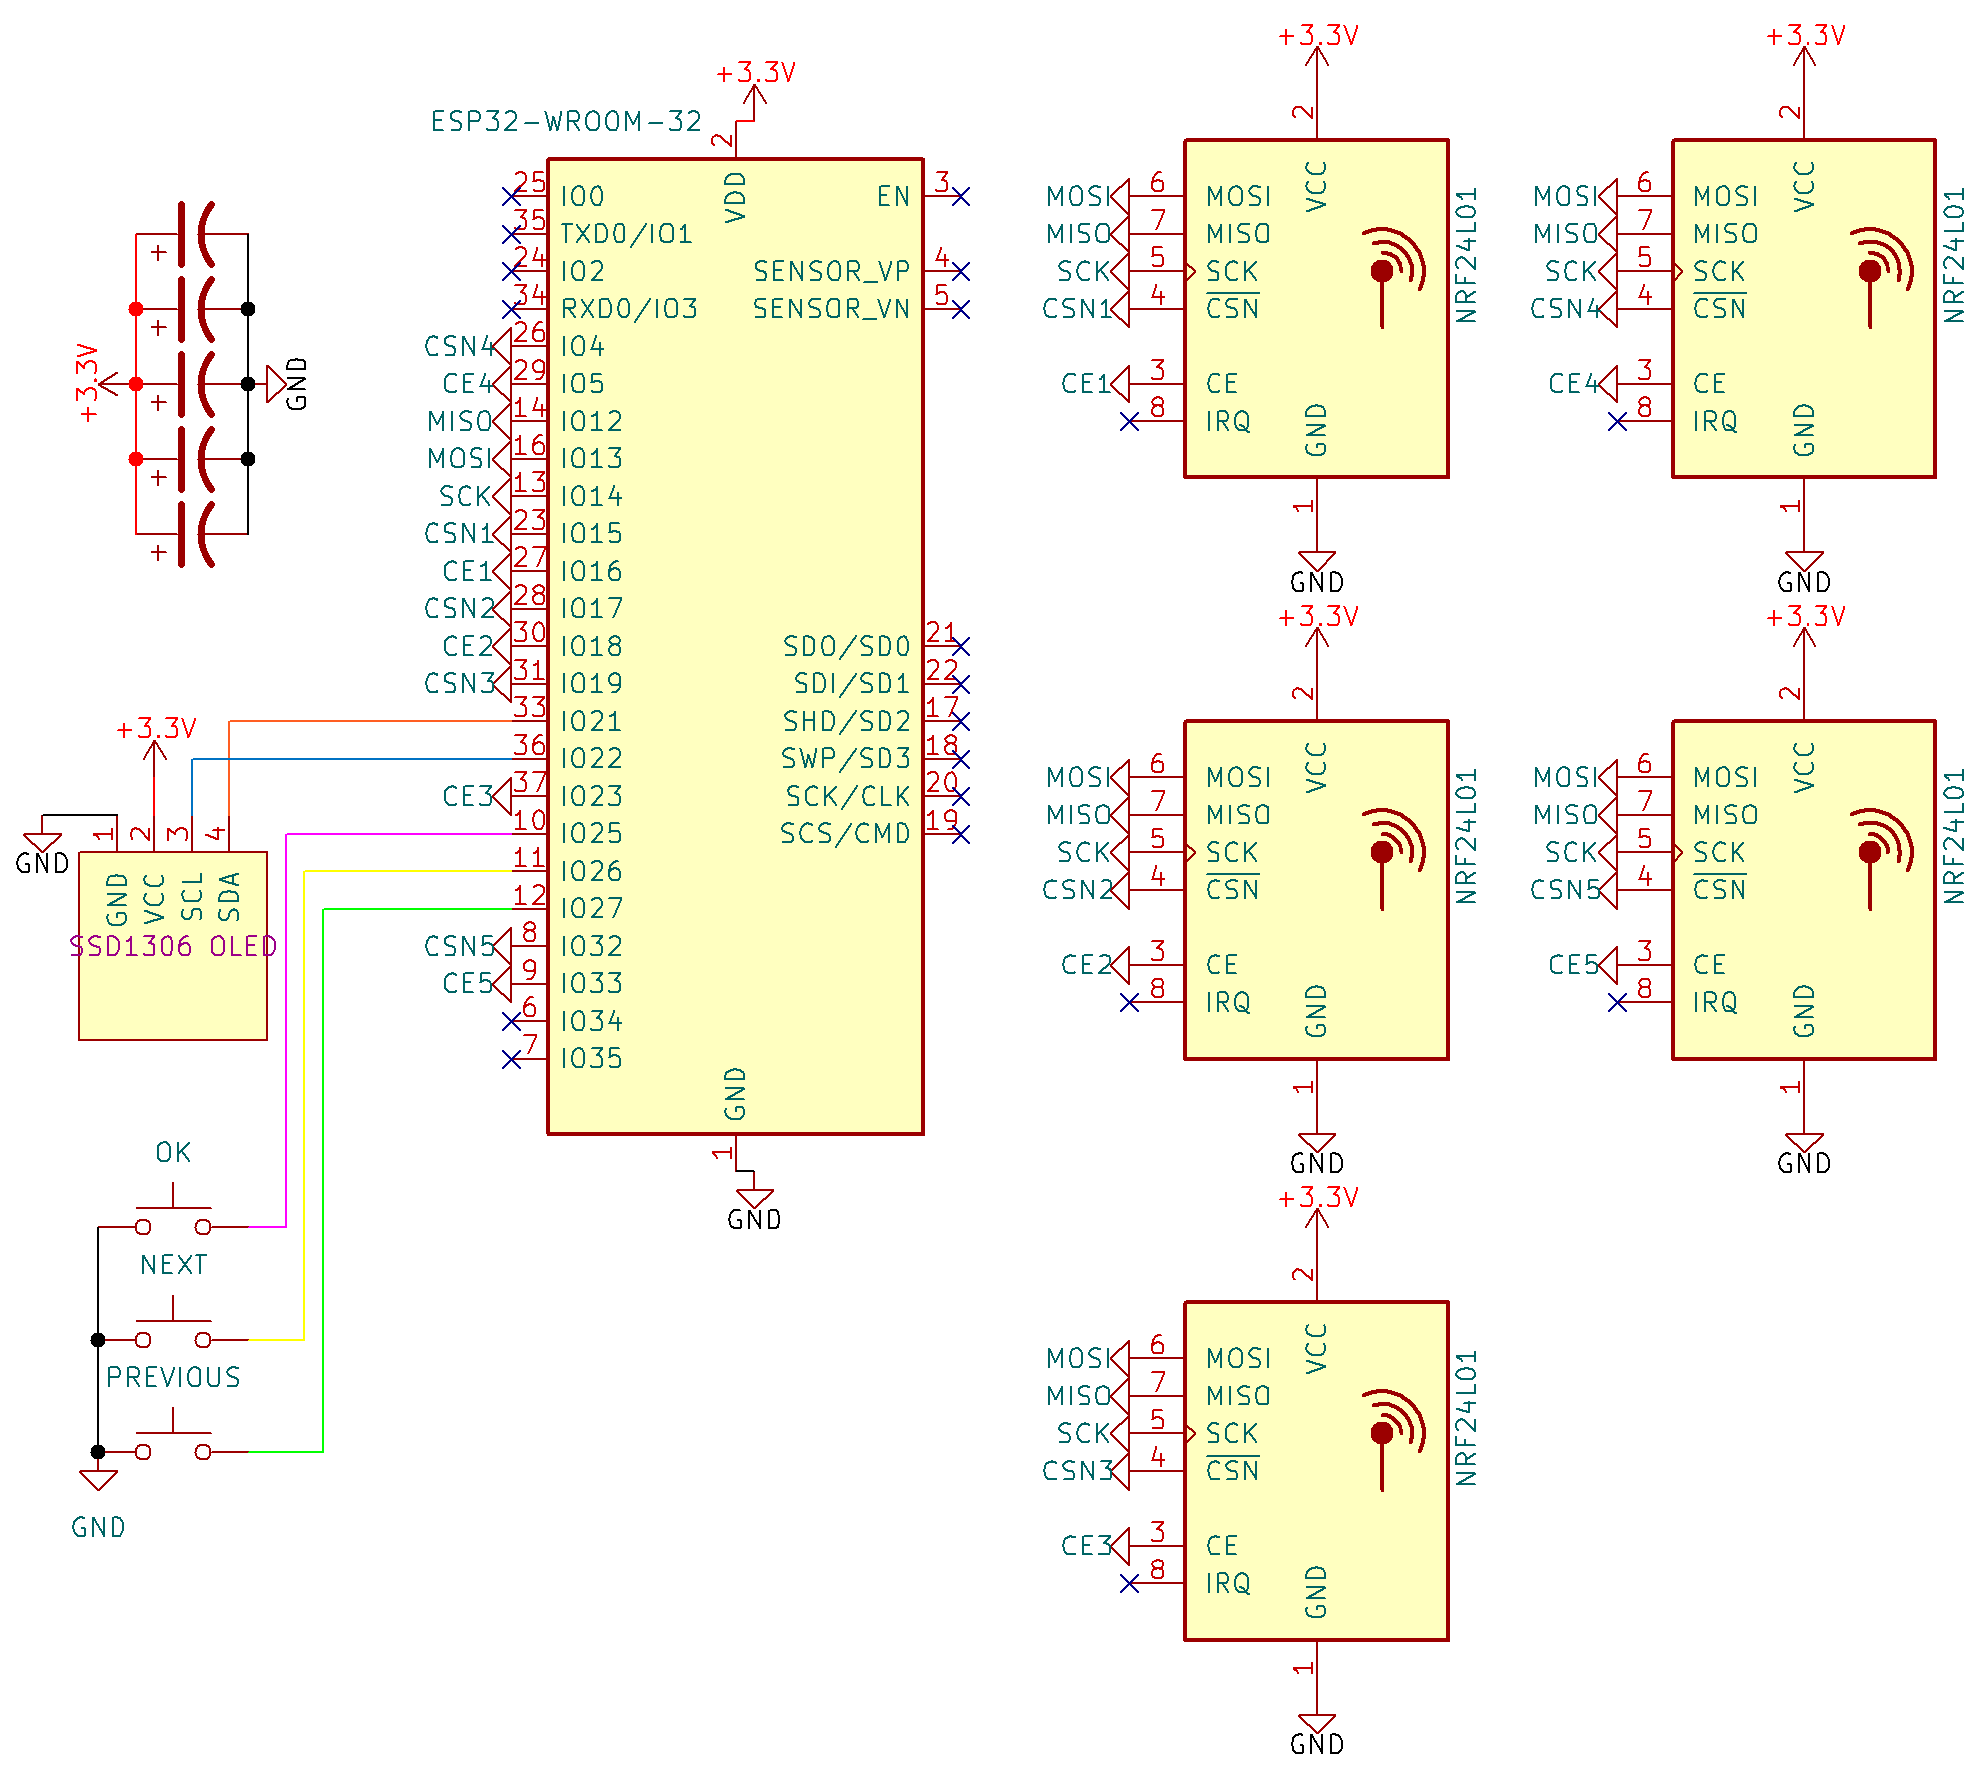 +3.3V
GND
+
+
+
+
+
+3.3V
GND
1
2
3
4
GND
VCC
SCL
SDA
SSD1306 OLED
OK
NEXT
PREVIOUS
GND
ESP32-WROOM-32
+3.3V
2
VDD
25 IO0
35 TXD0/IO1
24 IO2
34 RXD0/IO3
CSN4 26 IO4
CE4 29 IO5
MISO 14 IO12
MOSI 16 IO13
SCK 13 IO14
CSN1 23 IO15
CE1 27 IO16
CSN2 28 IO17
CE2 30 IO18
CSN3 31 IO19
33 IO21
36 IO22
CE3 37 IO23
10 IO25
11 IO26
12 IO27
CSN5 8 IO32
CE5 9 IO33
6 IO34
7 IO35
EN 3
SENSOR_VP 4
SENSOR_VN 5
SDO/SD0 21
SDI/SD1 22
SHD/SD2 17
SWP/SD3 18
SCK/CLK 20
SCS/CMD 19
GND
1
GND
+3.3V
2
VCC
MOSI 6 MOSI
MISO 7 MISO
SCK 5 SCK
CSN1 4 CSN
CE1 3 CE
8 IRQ
GND
1
GND
NRF24L01
+3.3V
2
VCC
MOSI 6 MOSI
MISO 7 MISO
SCK 5 SCK
CSN4 4 CSN
CE4 3 CE
8 IRQ
GND
1
GND
NRF24L01
+3.3V
2
VCC
MOSI 6 MOSI
MISO 7 MISO
SCK 5 SCK
CSN2 4 CSN
CE2 3 CE
8 IRQ
GND
1
GND
NRF24L01
+3.3V
2
VCC
MOSI 6 MOSI
MISO 7 MISO
SCK 5 SCK
CSN5 4 CSN
CE5 3 CE
8 IRQ
GND
1
GND
NRF24L01
+3.3V
2
VCC
MOSI 6 MOSI
MISO 7 MISO
SCK 5 SCK
CSN3 4 CSN
CE3 3 CE
8 IRQ
GND
1
GND
NRF24L01